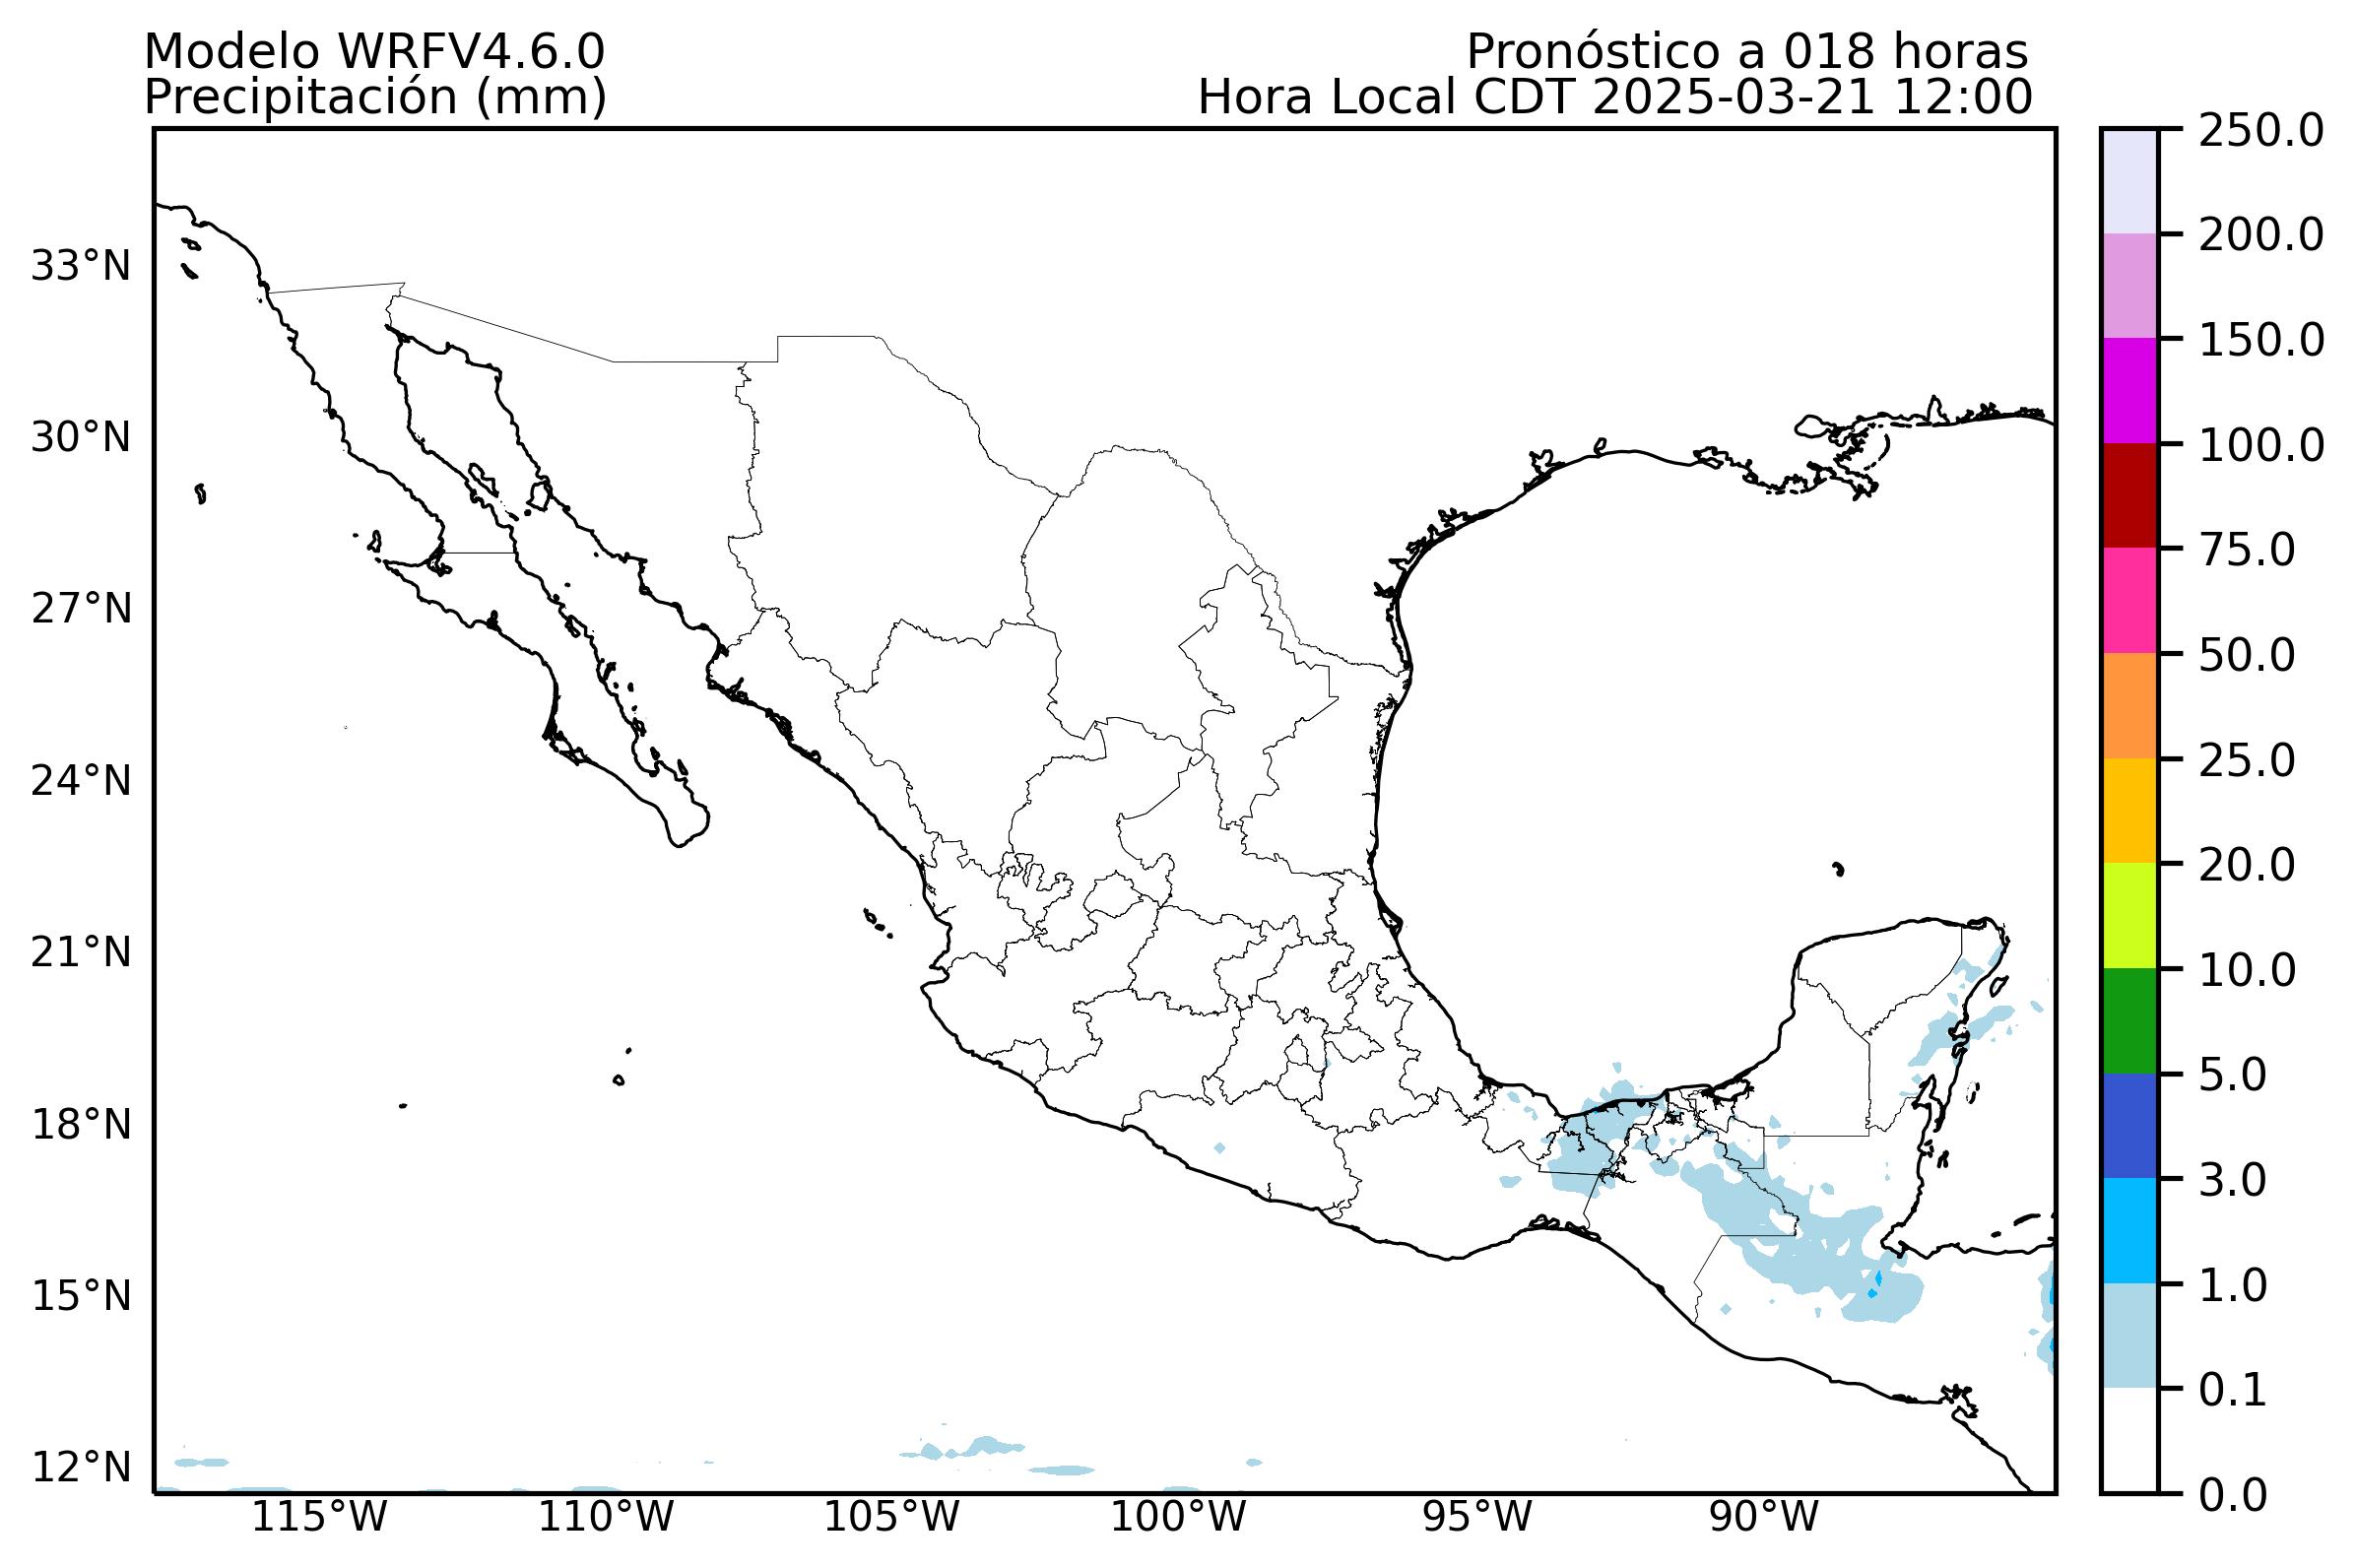 Modelo WRFV4.6.0
Pronóstico a 018 horas
Precipitación (mm)
Hora Local CDT 2025-03-21 12:00
250.0
200.0
150.0
100.0
75.0
50.0
25.0
20.0
10.0
5.0
3.0
1.0
0.1
0.0
33°N
30°N
27°N
24°N
21°N
18°N
15°N
12°N
115°W
110°W
105°W
100°W
95°W
90°W